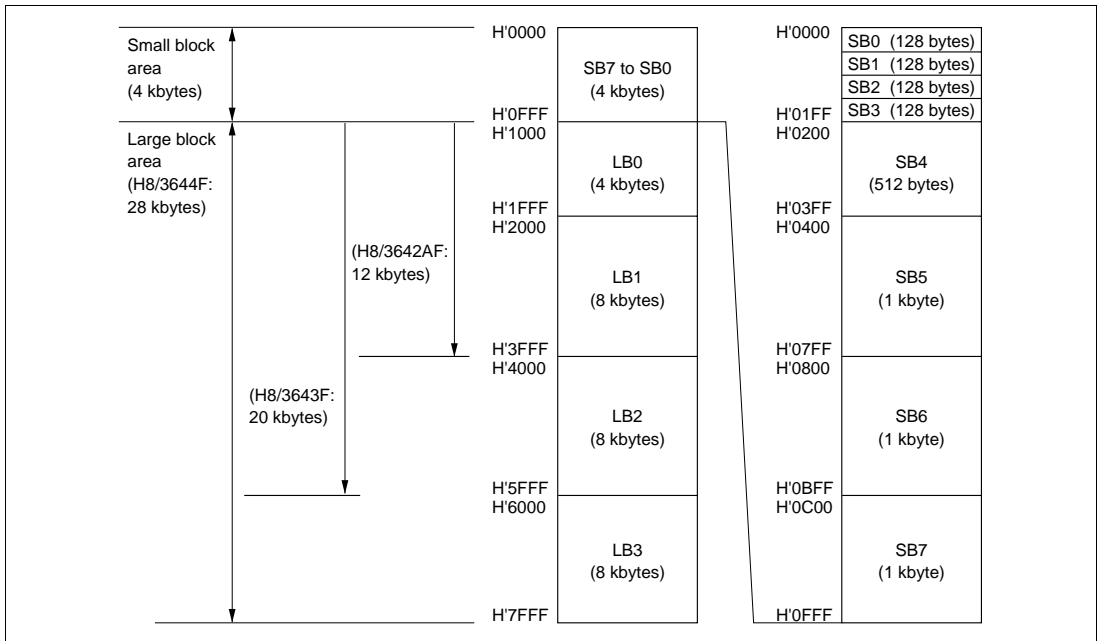 Small block
area
(4 kbytes)
Large block
area
(H8/3644F:
28 kbytes)
(H8/3642AF:
12 kbytes)
(H8/3643F:
20 kbytes)
H'0000
SB7 to SB0
(4 kbytes)
H'0FFF
H'1000
LB0
(4 kbytes)
H'1FFF
H'2000
LB1
(8 kbytes)
H'3FFF
H'4000
LB2
(8 kbytes)
H'5FFF
H'6000
LB3
(8 kbytes)
H'7FFF
H'0000
SB0 (128 bytes)
SB1 (128 bytes)
SB2 (128 bytes)
SB3 (128 bytes)
H'01FF
H'0200
SB4
(512 bytes)
H'03FF
H'0400
SB5
(1 kbyte)
H'07FF
H'0800
SB6
(1 kbyte)
H'0BFF
H'0C00
SB7
(1 kbyte)
H'0FFF